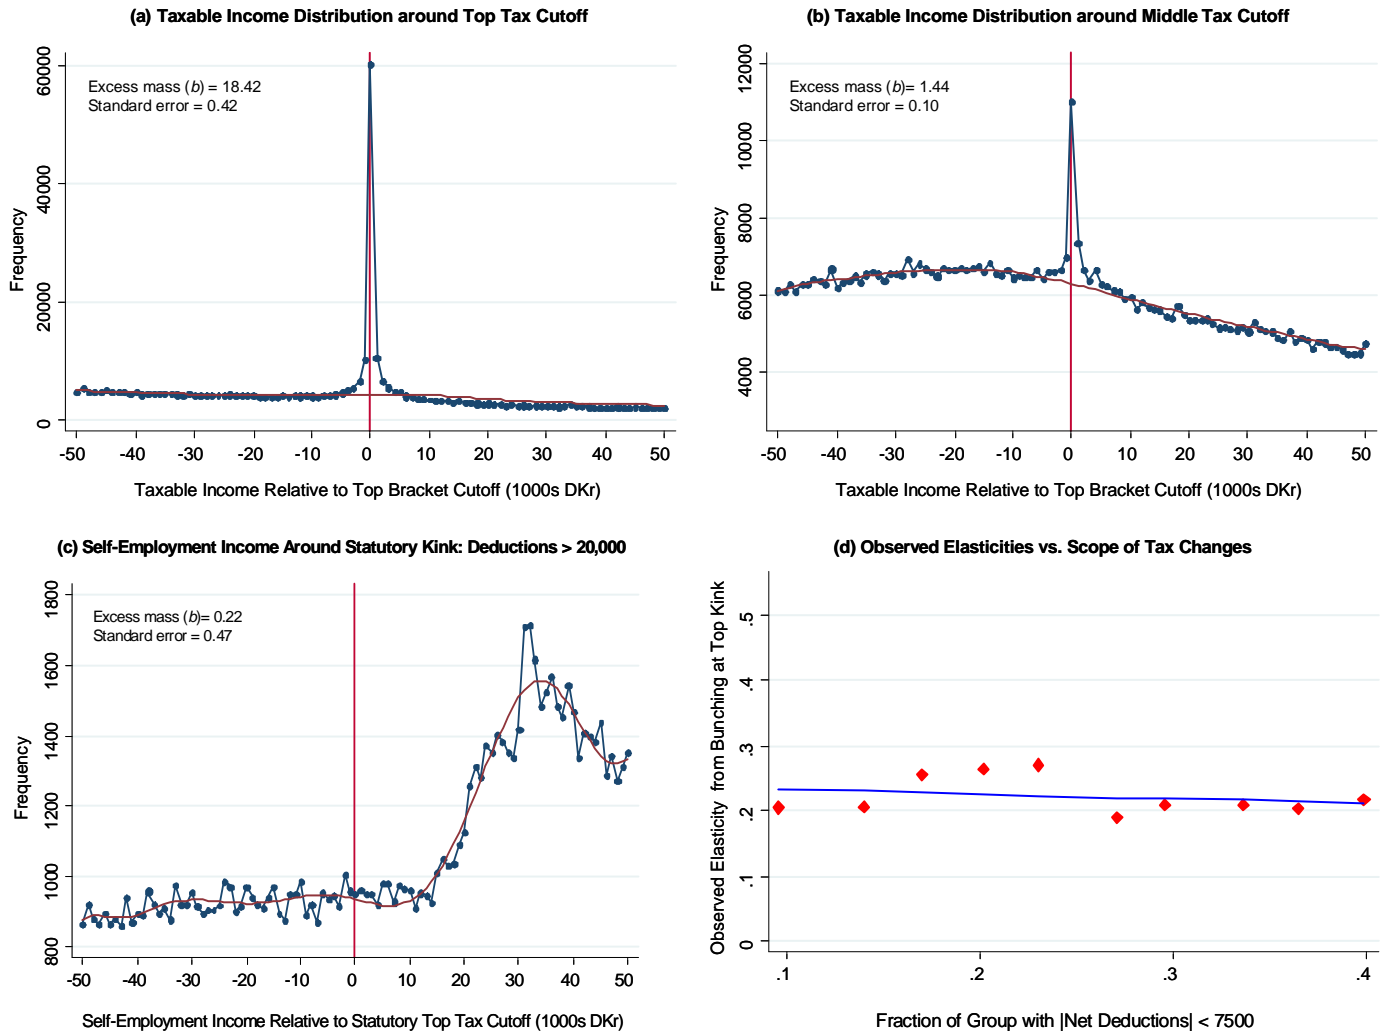 (a) Taxable Income Distribution around Top Tax Cutoff
Excess mass (b) = 18.42
Standard error = 0.42
Frequency
60000
40000
20000
0
-50 -40 -30 -20 -10 0 10 20 30 40 50
Taxable Income Relative to Top Bracket Cutoff (1000s DKr)
(b) Taxable Income Distribution around Middle Tax Cutoff
Excess mass (b)= 1.44
Standard error = 0.10
Frequency
12000
10000
8000
6000
4000
-50 -40 -30 -20 -10 0 10 20 30 40 50
Taxable Income Relative to Top Bracket Cutoff (1000s DKr)
(c) Self-Employment Income Around Statutory Kink: Deductions > 20,000
Excess mass (b)= 0.22
Standard error = 0.47
Frequency
1800
1600
1400
1200
1000
800
-50 -40 -30 -20 -10 0 10 20 30 40 50
Self-Employment Income Relative to Statutory Top Tax Cutoff (1000s DKr)
(d) Observed Elasticities vs. Scope of Tax Changes
Observed Elasticity from Bunching at Top Kink
.5
.4
.3
.2
.1
0
.1 .2 .3 .4
Fraction of Group with |Net Deductions| < 7500